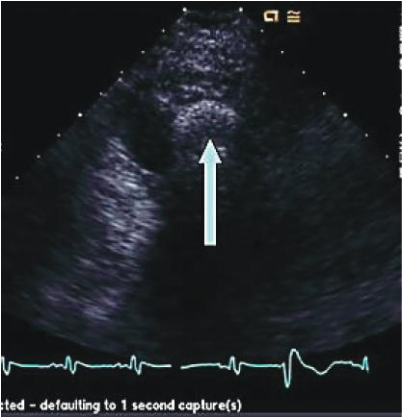 cted - defaulting to 1 second capture(s)